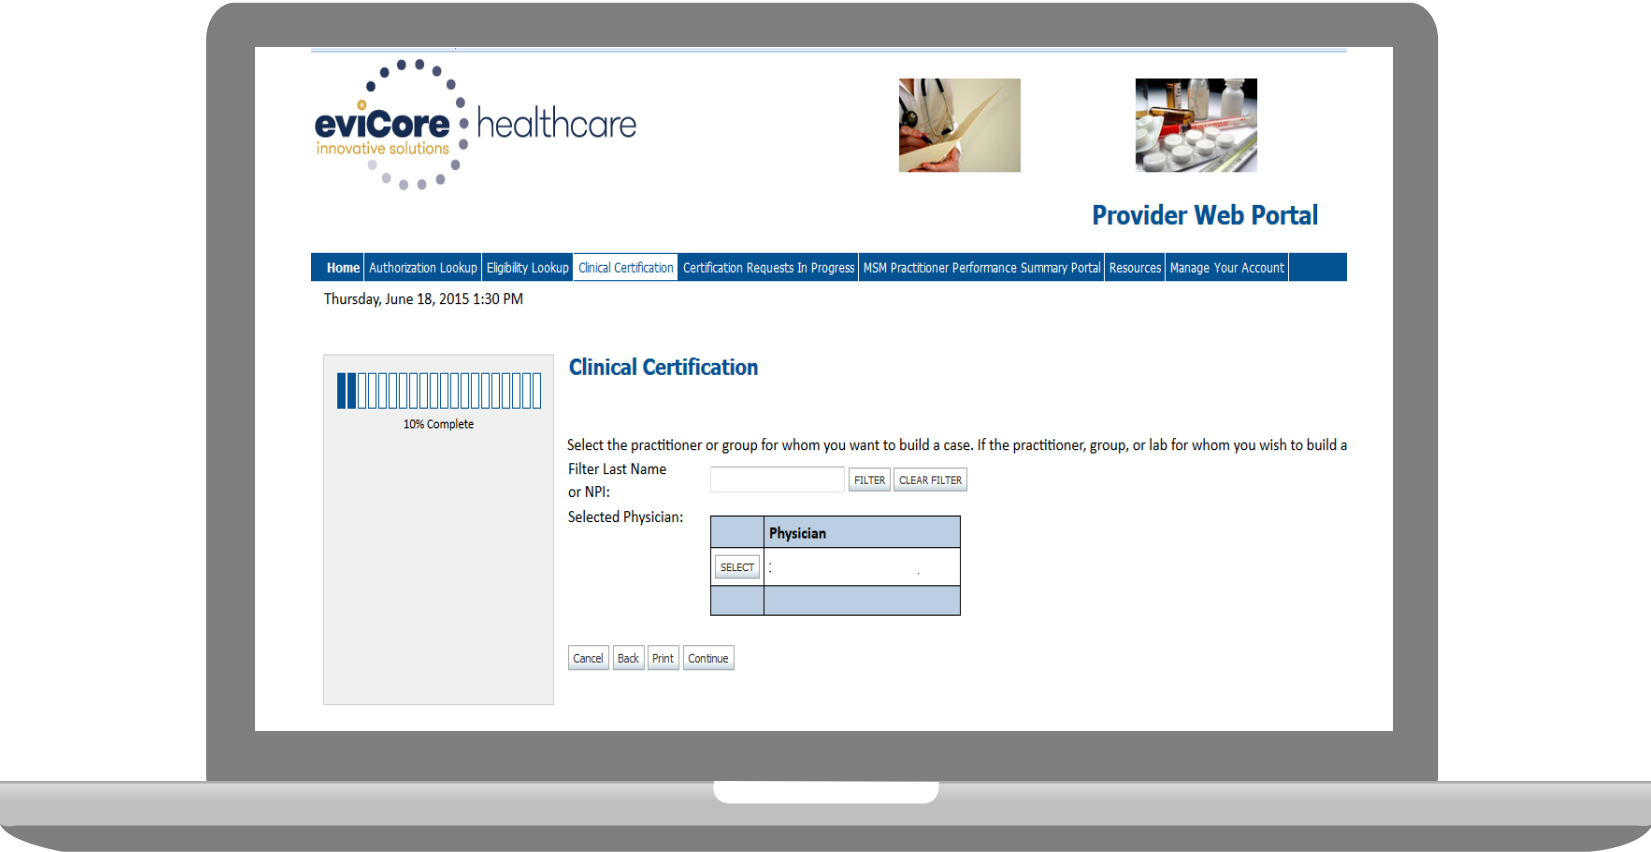 eviCore healthcare
innovative solutions
Provider Web Portal
Home Authorization Lookup Eligibility Lookup Clinical Certification Certification Requests In Progress MSM Practitioner Performance Summary Portal Resources Manage Your Account
Thursday, June 18, 2015 1:30 PM
Clinical Certification
10% Complete
Select the practitioner or group for whom you want to build a case. If the practitioner, group, or lab for whom you wish to build a
Filter Last Name
or NPI:
FILTER CLEAR FILTER
Selected Physician:
Physician
SELECT
Cancel Back Print Continue